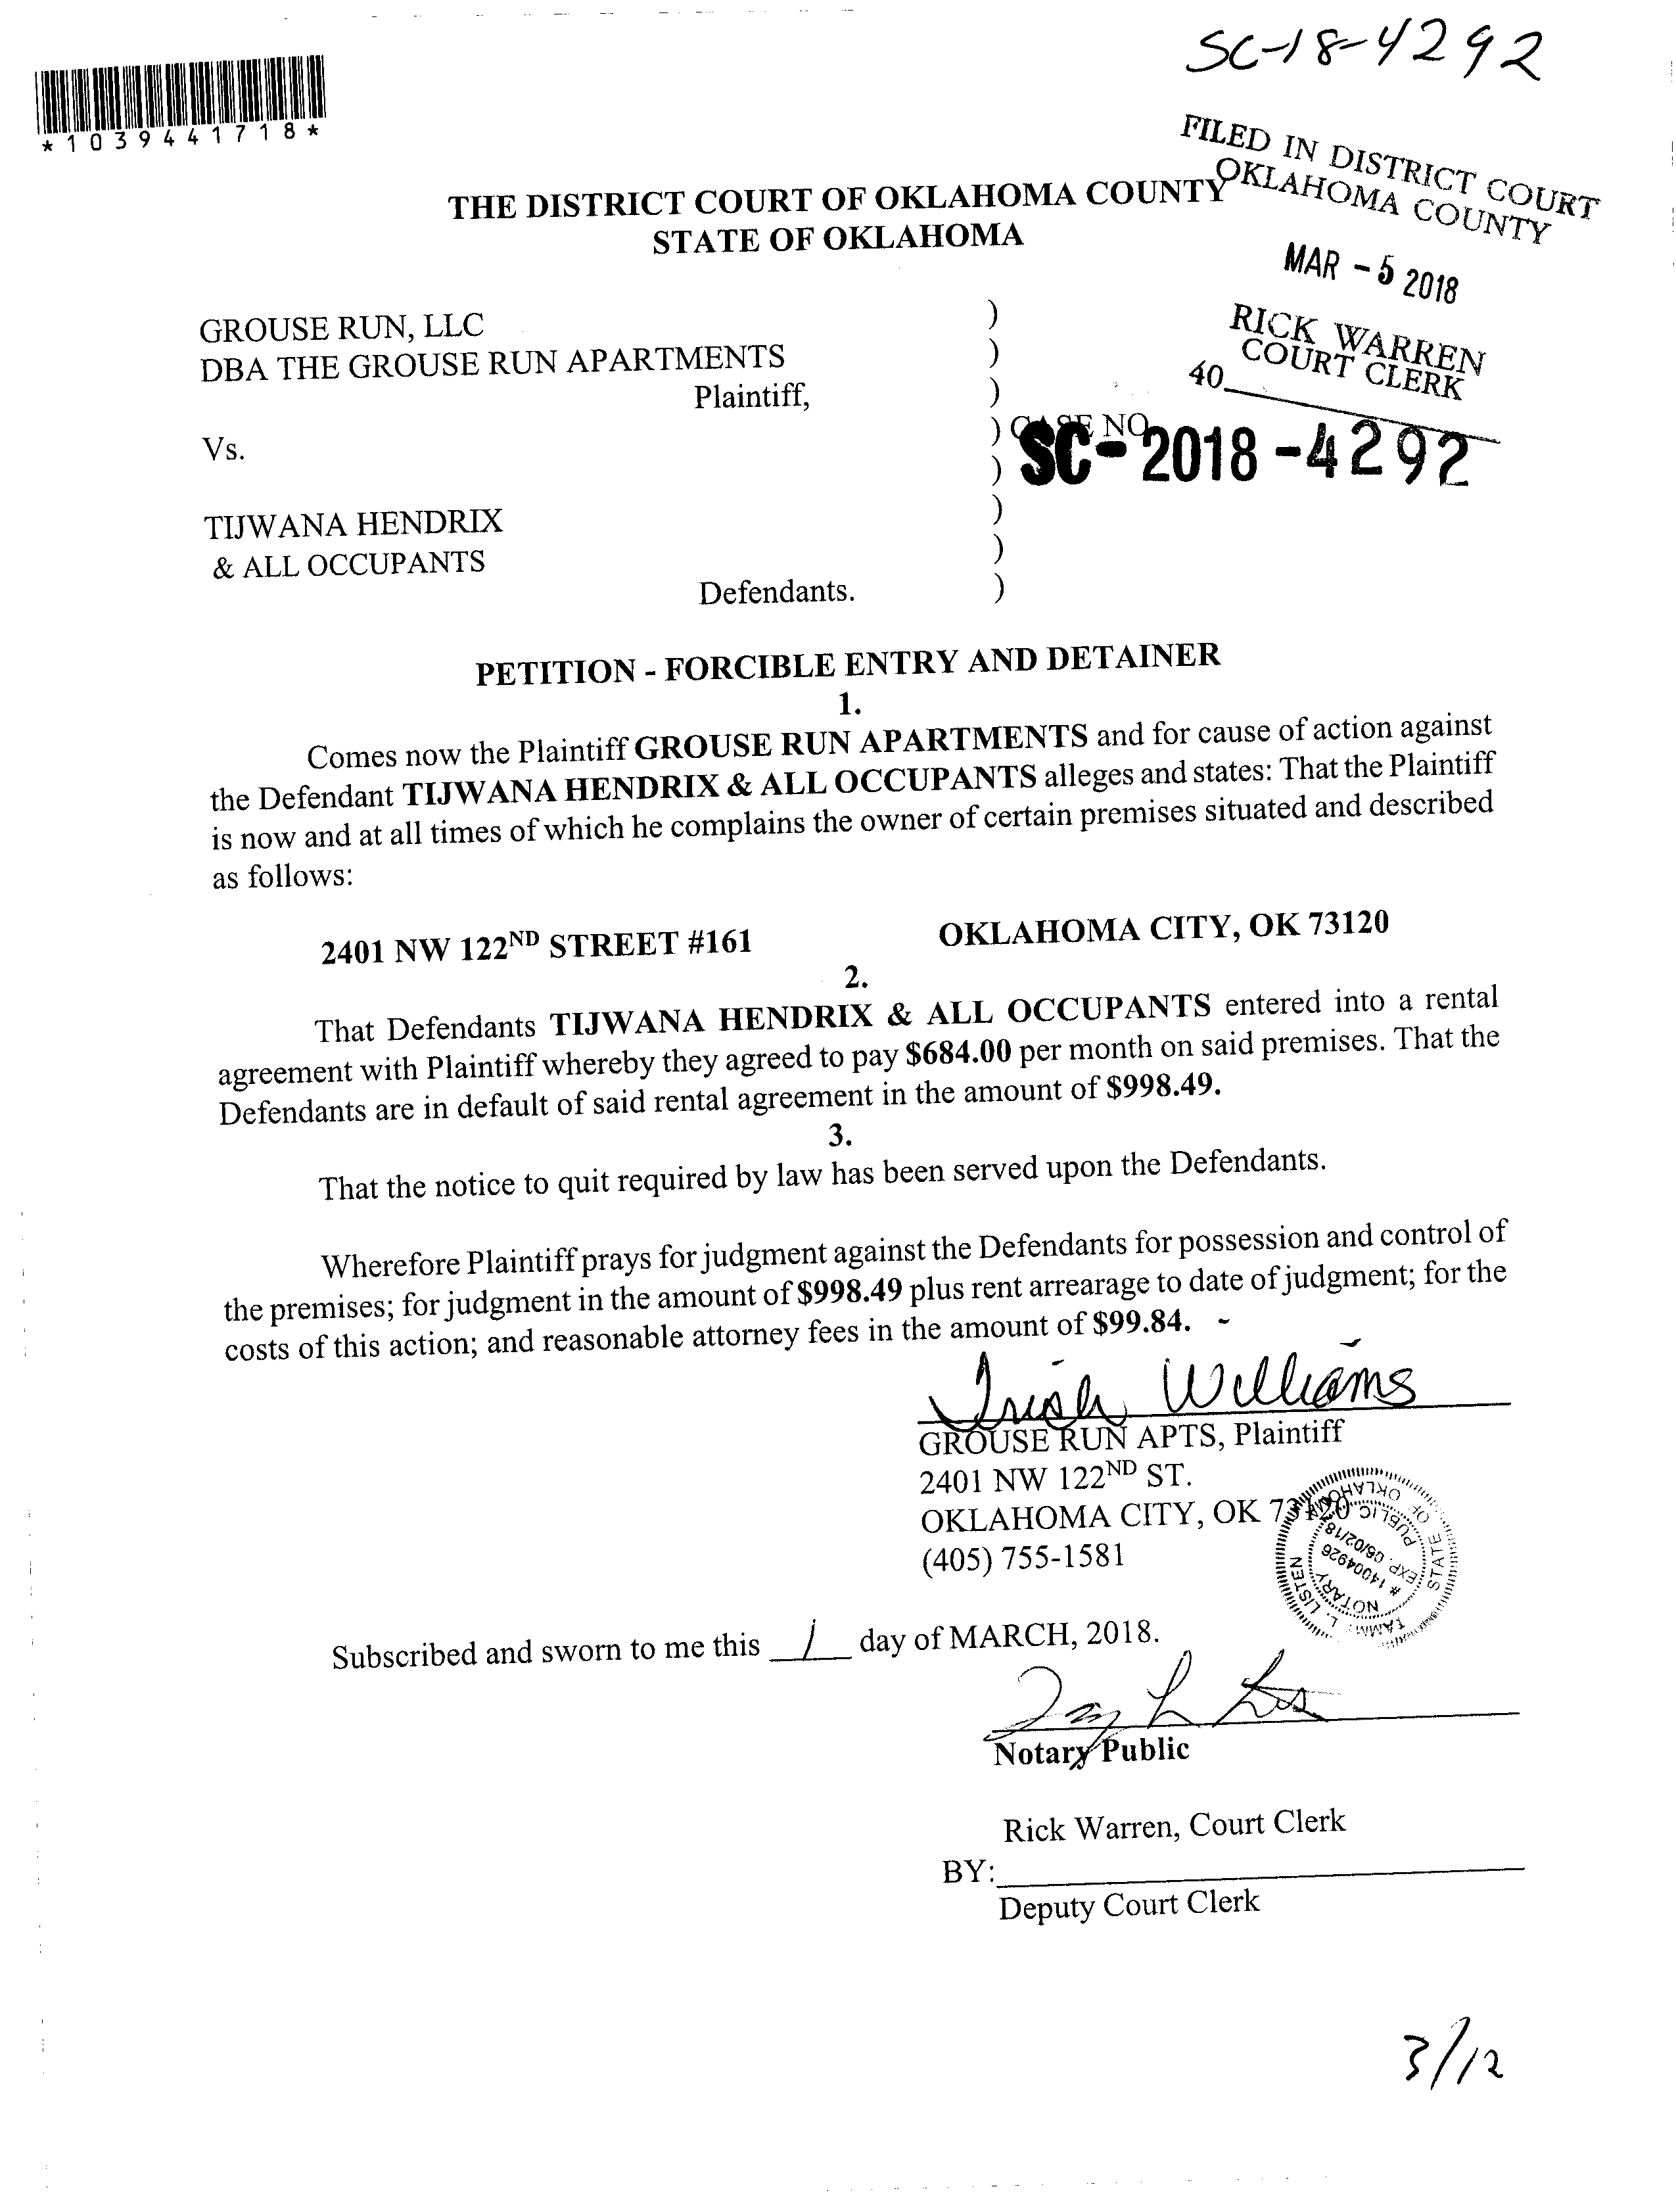 SC-18-4292
*1039441718*
FILED IN DISTRICT COURT
OKLAHOMA COUNTY
THE DISTRICT COURT OF OKLAHOMA COUNTY
STATE OF OKLAHOMA
MAR - 5 2018
RICK WARREN
COURT CLERK
40
GROUSE RUN, LLC )
DBA THE GROUSE RUN APARTMENTS )
Plaintiff, )
) CASE NO
SC-2018-4292
Vs.
)
TIJWANA HENDRIX )
& ALL OCCUPANTS )
Defendants. )
PETITION - FORCIBLE ENTRY AND DETAINER
1.
Comes now the Plaintiff GROUSE RUN APARTMENTS and for cause of action against
the Defendant TIJWANA HENDRIX & ALL OCCUPANTS alleges and states: That the Plaintiff
is now and at all times of which he complains the owner of certain premises situated and described
as follows:
2401 NW 122ND STREET #161 OKLAHOMA CITY, OK 73120
2.
That Defendants TIJWANA HENDRIX & ALL OCCUPANTS entered into a rental
agreement with Plaintiff whereby they agreed to pay $684.00 per month on said premises. That the
Defendants are in default of said rental agreement in the amount of $998.49.
3.
That the notice to quit required by law has been served upon the Defendants.
Wherefore Plaintiff prays for judgment against the Defendants for possession and control of
the premises; for judgment in the amount of $998.49 plus rent arrearage to date of judgment; for the
costs of this action; and reasonable attorney fees in the amount of $99.84.
Trish Williams
GROUSE RUN APTS, Plaintiff
2401 NW 122ND ST.
OKLAHOMA CITY, OK 73120
(405) 755-1581
TAMMY L. LISTEN
STATE OF OKLAHOMA
NOTARY PUBLIC
# 14004926
EXP. 05/02/18
Subscribed and sworn to me this 1 day of MARCH, 2018.
Notary Public
Rick Warren, Court Clerk
BY:
Deputy Court Clerk
3/12